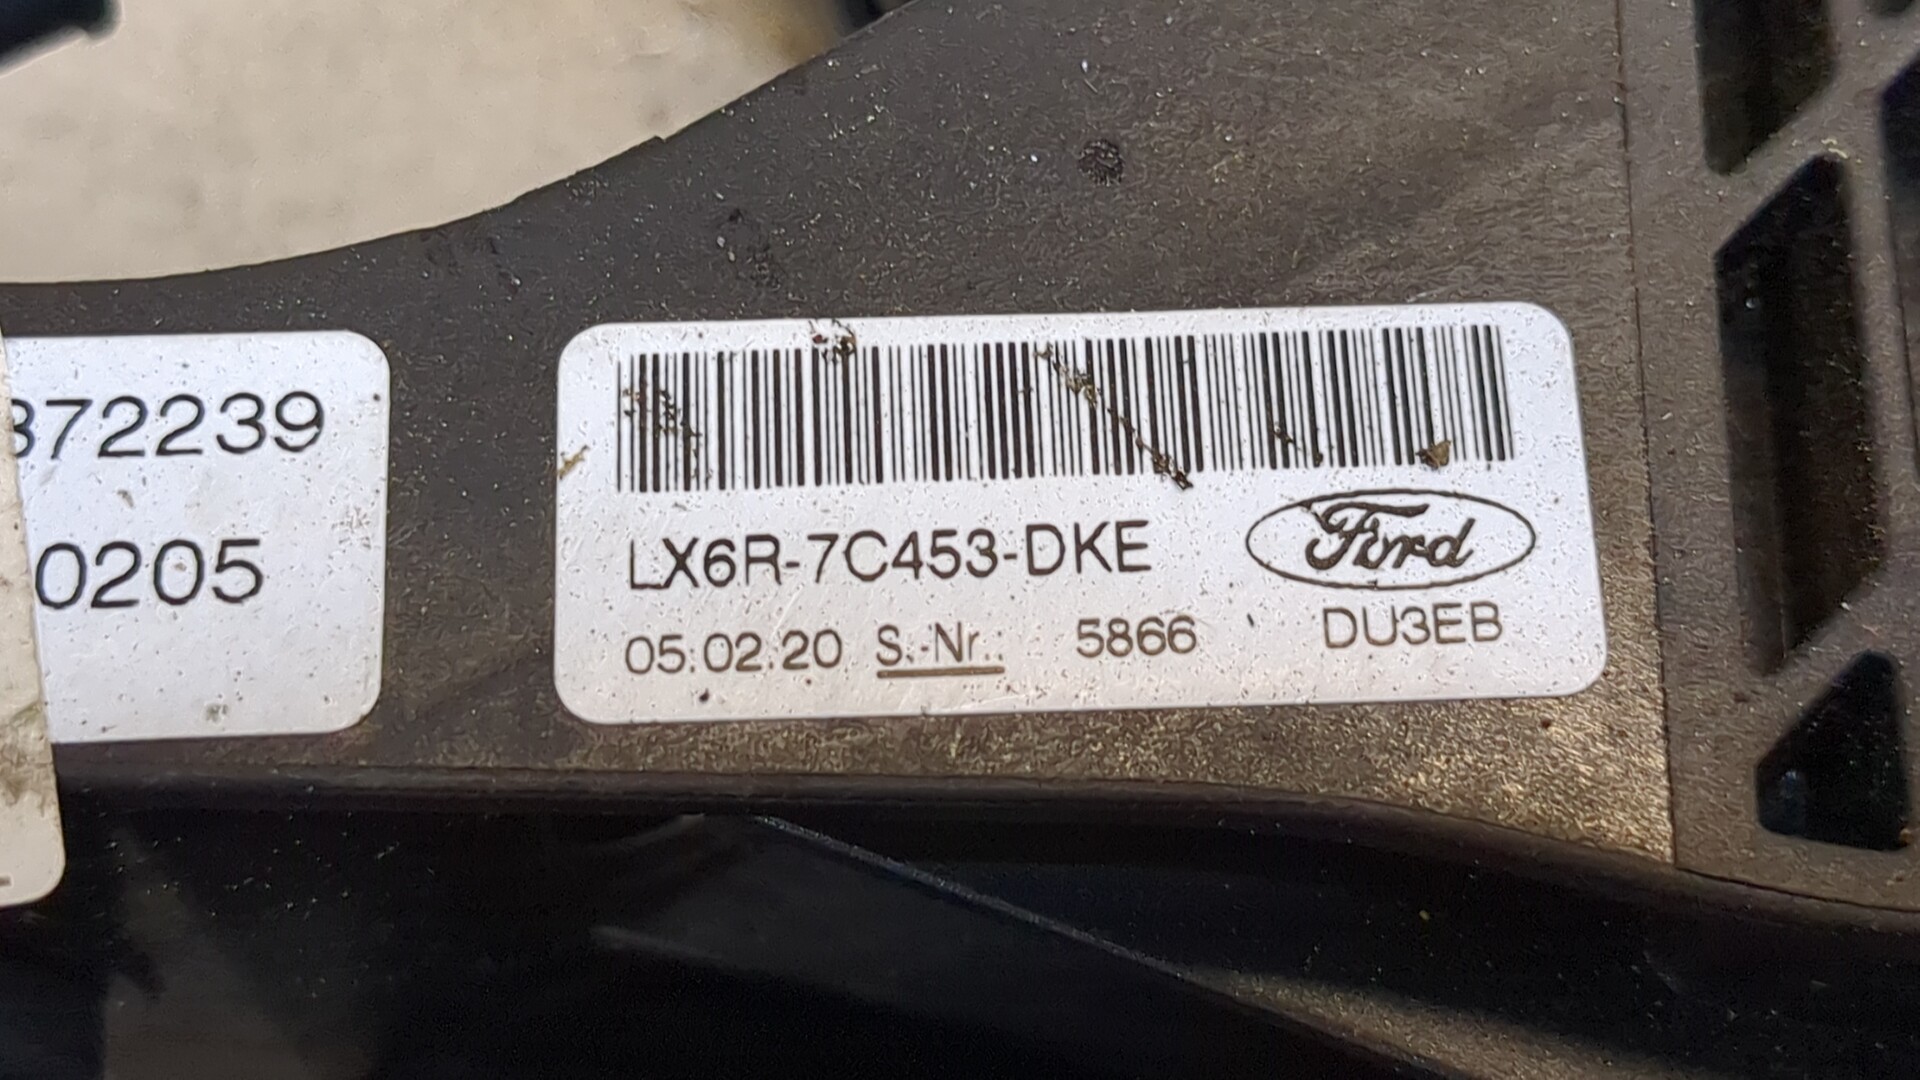 372239
0205
LX6R-7C453-DKE
Ford
05.02.20 S.-Nr.: 5866 DU3EB